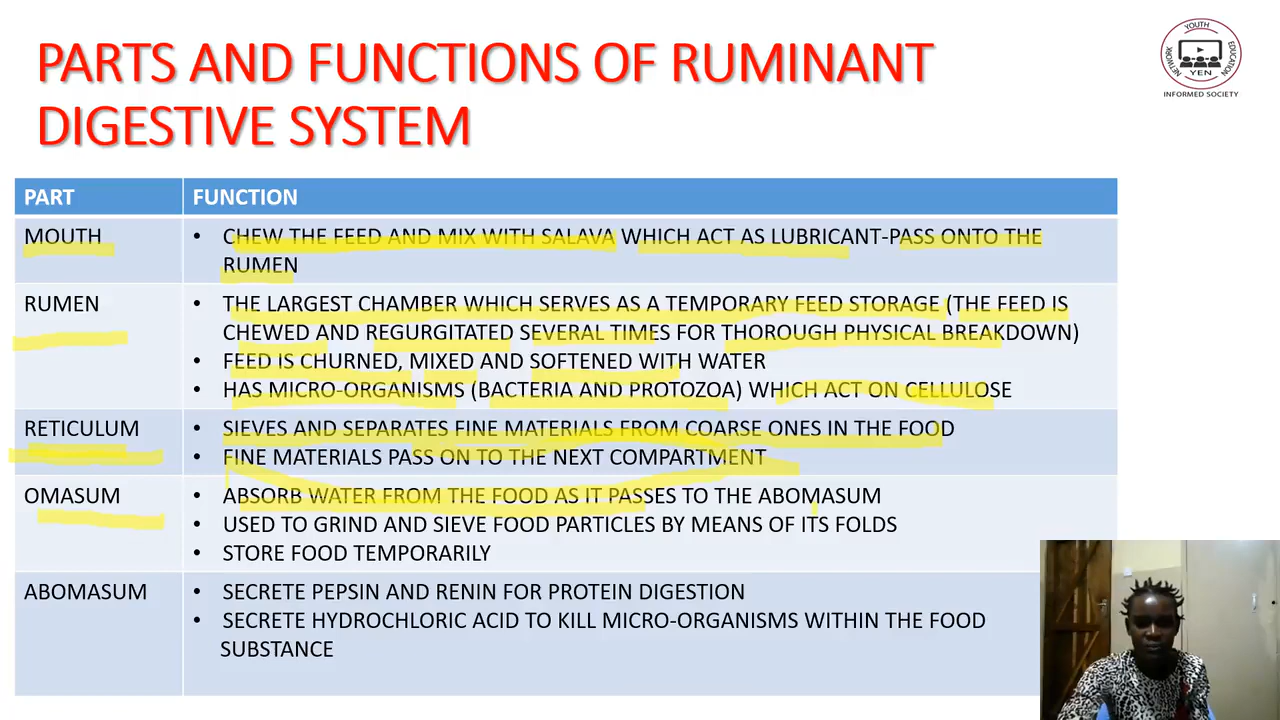 PARTS AND FUNCTIONS OF RUMINANT
DIGESTIVE SYSTEM
YOUTH
EDUCATION
NETWORK
YEN
INFORMED SOCIETY
PART
FUNCTION
MOUTH
• CHEW THE FEED AND MIX WITH SALAVA WHICH ACT AS LUBRICANT-PASS ONTO THE
RUMEN
RUMEN
• THE LARGEST CHAMBER WHICH SERVES AS A TEMPORARY FEED STORAGE (THE FEED IS
CHEWED AND REGURGITATED SEVERAL TIMES FOR THOROUGH PHYSICAL BREAKDOWN)
• FEED IS CHURNED, MIXED AND SOFTENED WITH WATER
• HAS MICRO-ORGANISMS (BACTERIA AND PROTOZOA) WHICH ACT ON CELLULOSE
RETICULUM
• SIEVES AND SEPARATES FINE MATERIALS FROM COARSE ONES IN THE FOOD
• FINE MATERIALS PASS ON TO THE NEXT COMPARTMENT
OMASUM
• ABSORB WATER FROM THE FOOD AS IT PASSES TO THE ABOMASUM
• USED TO GRIND AND SIEVE FOOD PARTICLES BY MEANS OF ITS FOLDS
• STORE FOOD TEMPORARILY
ABOMASUM
• SECRETE PEPSIN AND RENIN FOR PROTEIN DIGESTION
• SECRETE HYDROCHLORIC ACID TO KILL MICRO-ORGANISMS WITHIN THE FOOD
SUBSTANCE